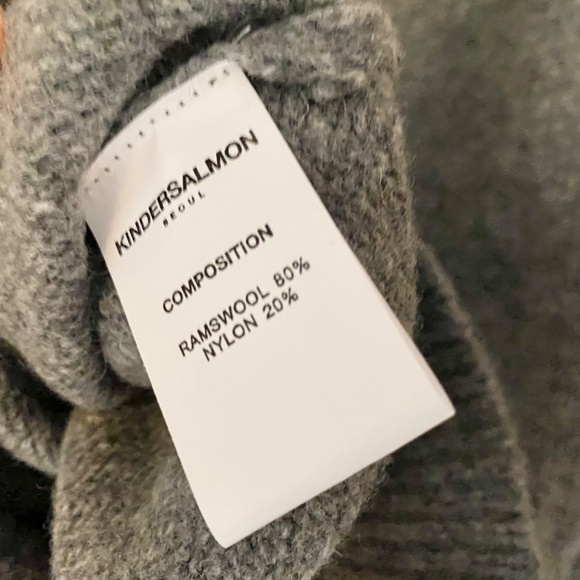 KINDERSALMON
SEOUL
COMPOSITION
RAMSWOOL 80%
NYLON 20%